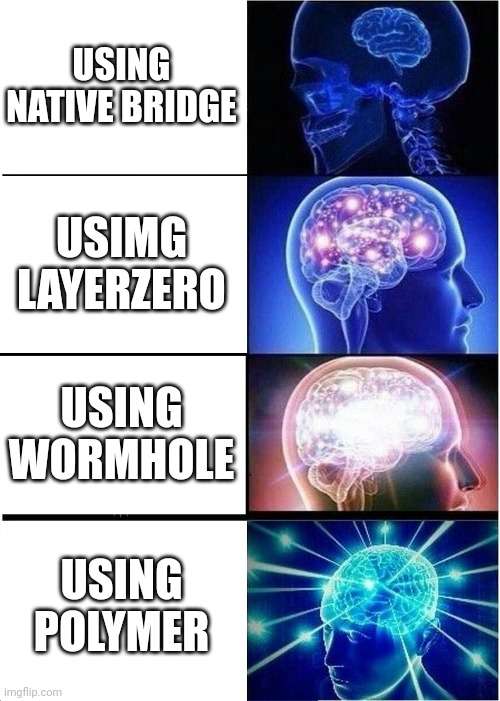 USING
NATIVE BRIDGE
USIMG
LAYERZERO
USING
WORMHOLE
USING
POLYMER
imgflip.com